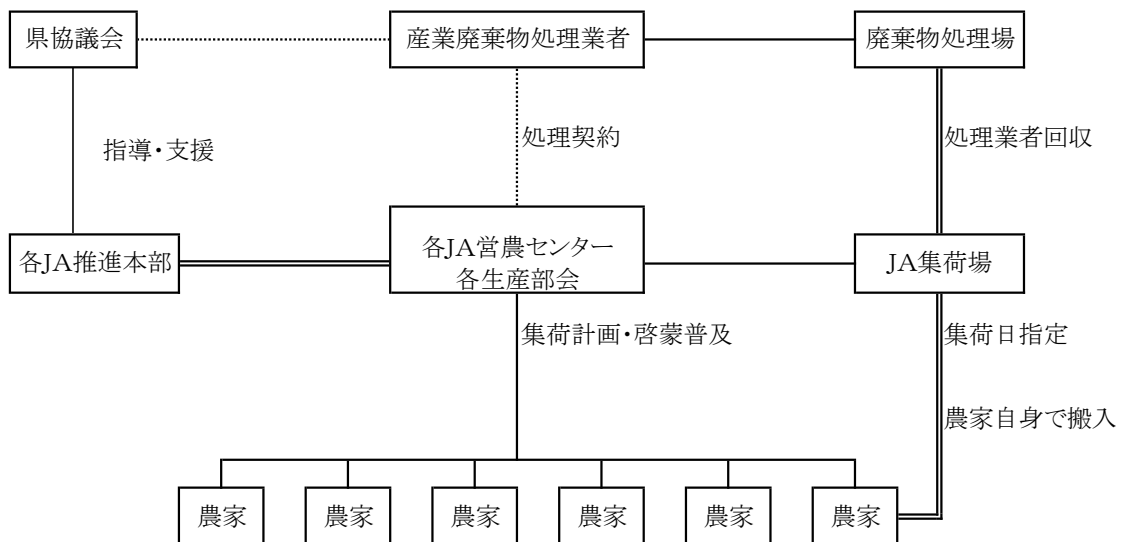 県協議会
産業廃棄物処理業者
廃棄物処理場
指導・支援
処理契約
処理業者回収
各JA推進本部
各JA営農センター
各生産部会
JA集荷場
集荷計画・啓蒙普及
集荷日指定
農家自身で搬入
農家
農家
農家
農家
農家
農家